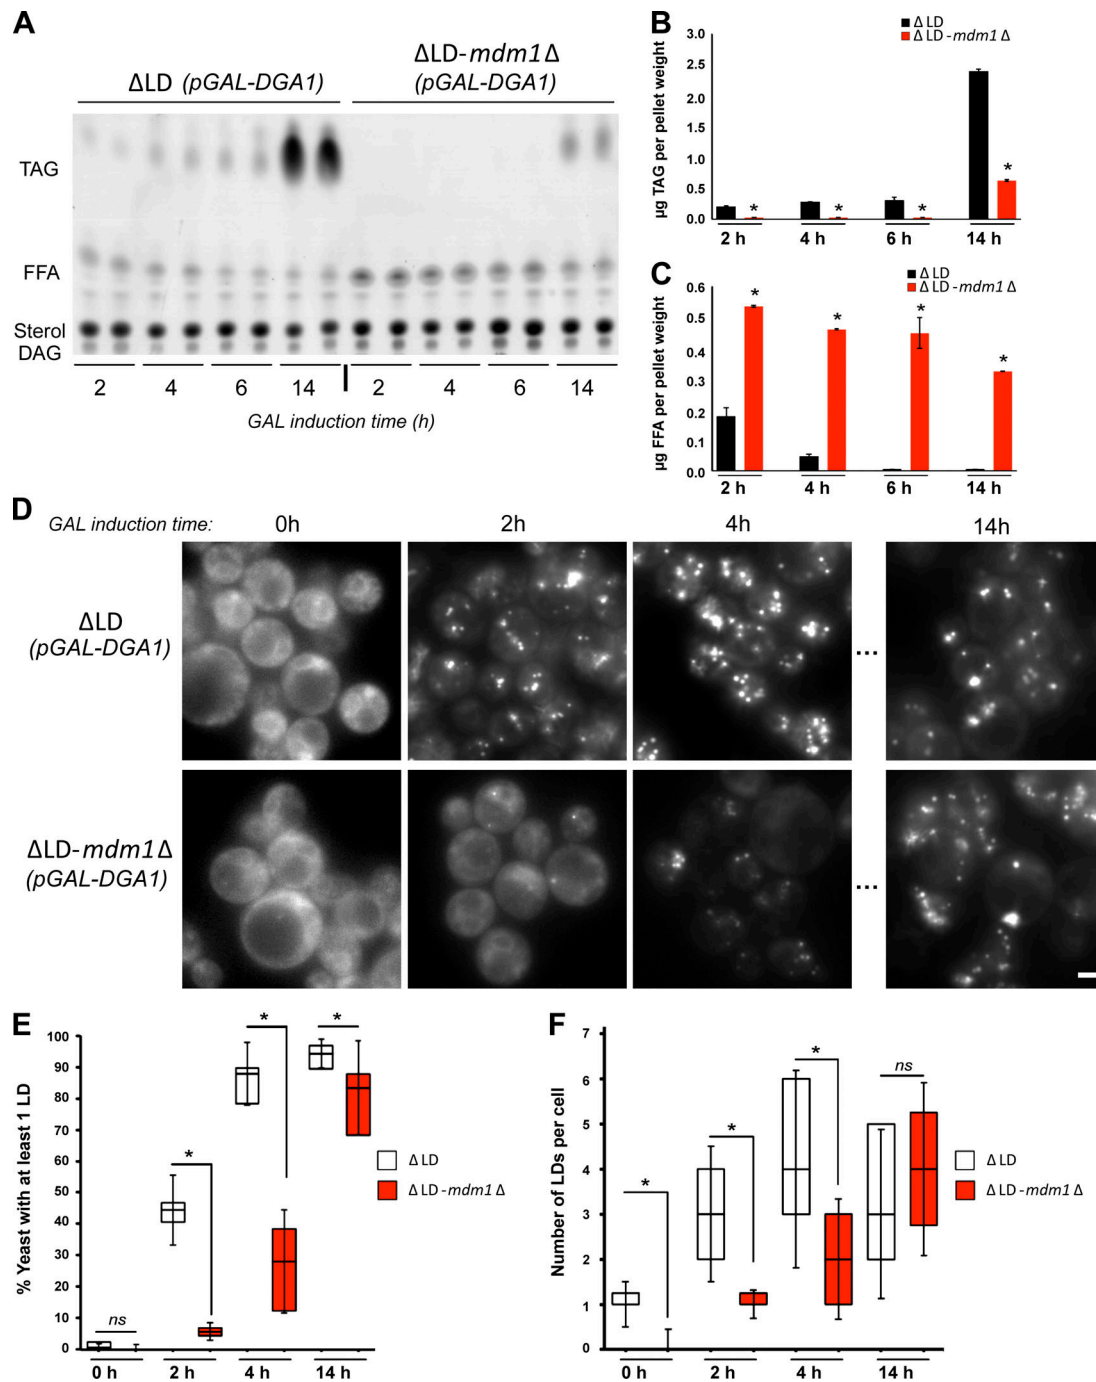 A
ΔLD (pGAL-DGA1)
ΔLD-mdm1Δ
(pGAL-DGA1)
TAG
FFA
Sterol
DAG
2 4 6 14 2 4 6 14
GAL induction time (h)
B
ΔLD
ΔLD-mdm1Δ
µg TAG per pellet weight
3.0
2.5
2.0
1.5
1.0
0.5
0.0
* * * *
2 h 4 h 6 h 14 h
C
ΔLD
ΔLD-mdm1Δ
µg FFA per pellet weight
0.6
0.5
0.4
0.3
0.2
0.1
0.0
* * * *
2 h 4 h 6 h 14 h
D
GAL induction time: 0h 2h 4h 14h
ΔLD
(pGAL-DGA1)
...
ΔLD-mdm1Δ
(pGAL-DGA1)
...
E
% Yeast with at least 1 LD
100
90
80
70
60
50
40
30
20
10
0
ns * * *
0 h 2 h 4 h 14 h
ΔLD
ΔLD-mdm1Δ
F
Number of LDs per cell
7
6
5
4
3
2
1
0
* * * ns
0 h 2 h 4 h 14 h
ΔLD
ΔLD-mdm1Δ